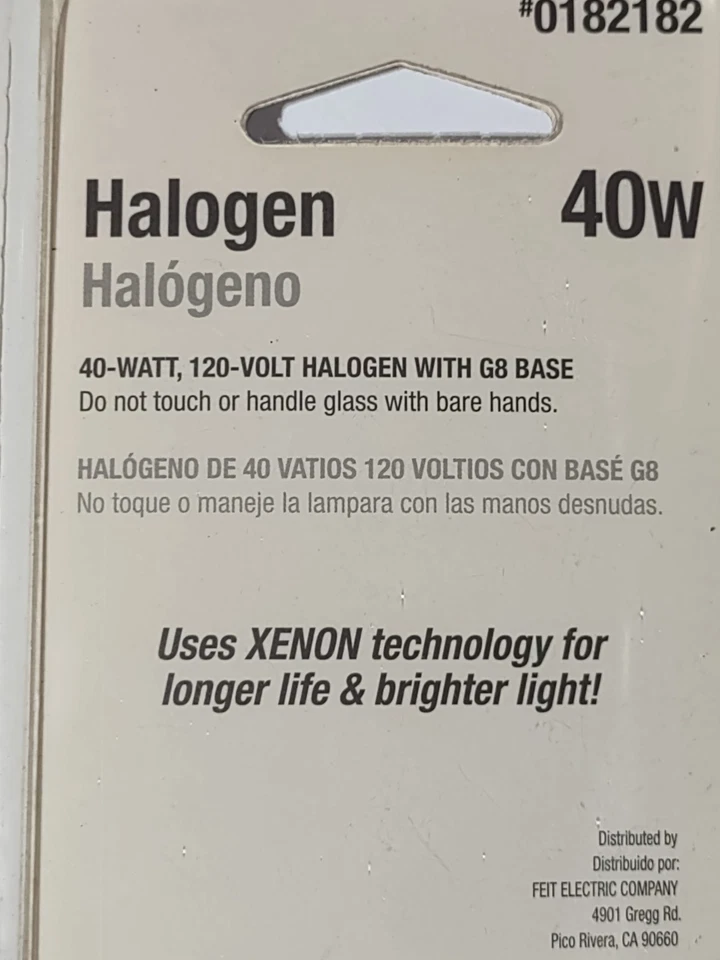 #0182182
Halogen 40W
Halógeno
40-WATT, 120-VOLT HALOGEN WITH G8 BASE
Do not touch or handle glass with bare hands.
HALÓGENO DE 40 VATIOS 120 VOLTIOS CON BASÉ G8
No toque o maneje la lampara con las manos desnudas.
Uses XENON technology for
longer life & brighter light!
Distributed by
Distribuido por:
FEIT ELECTRIC COMPANY
4901 Gregg Rd.
Pico Rivera, CA 90660